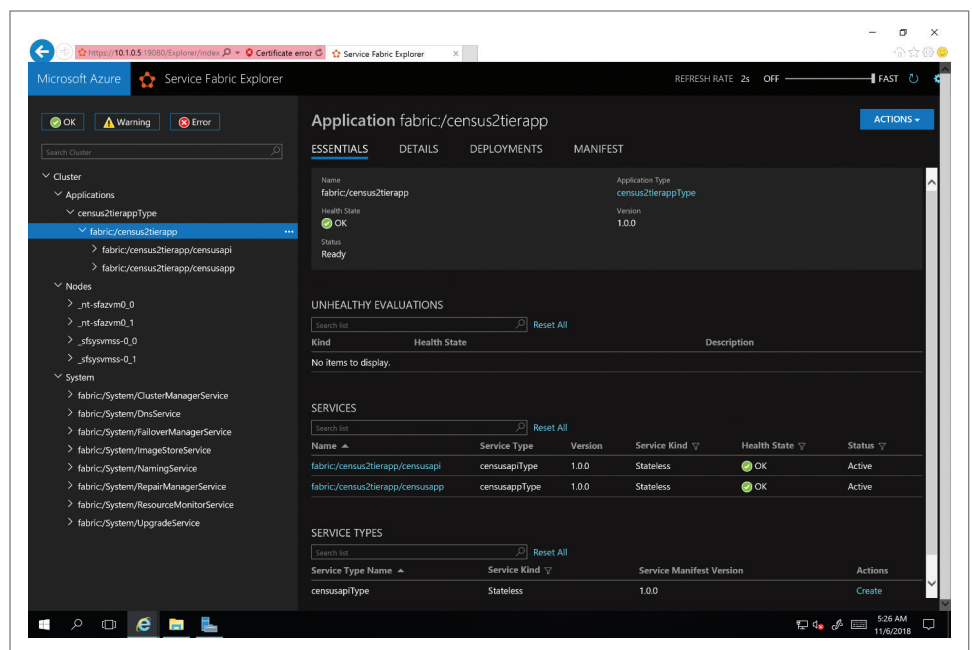 https://10.1.0.5:19080/Explorer/index Certificate error Service Fabric Explorer
Microsoft Azure Service Fabric Explorer REFRESH RATE 2s OFF FAST
OK Warning Error
Search Cluster
Cluster
Applications
census2tierappType
fabric:/census2tierapp
fabric:/census2tierapp/censusapi
fabric:/census2tierapp/censusapp
Nodes
_nt-sfazvm0_0
_nt-sfazvm0_1
_sfsysvmss-0_0
_sfsysvmss-0_1
System
fabric:/System/ClusterManagerService
fabric:/System/DnsService
fabric:/System/FailoverManagerService
fabric:/System/ImageStoreService
fabric:/System/NamingService
fabric:/System/RepairManagerService
fabric:/System/ResourceMonitorService
fabric:/System/UpgradeService
Application fabric:/census2tierapp ACTIONS
ESSENTIALS DETAILS DEPLOYMENTS MANIFEST
Name Application Type
fabric:/census2tierapp census2tierappType
Health State Version
OK 1.0.0
Status
Ready
UNHEALTHY EVALUATIONS
Search list Reset All
Kind Health State Description
No items to display.
SERVICES
Search list Reset All
Name Service Type Version Service Kind Health State Status
fabric:/census2tierapp/censusapi censusapiType 1.0.0 Stateless OK Active
fabric:/census2tierapp/censusapp censusappType 1.0.0 Stateless OK Active
SERVICE TYPES
Search list Reset All
Service Type Name Service Kind Service Manifest Version Actions
censusapiType Stateless 1.0.0 Create
5:26 AM
11/6/2018